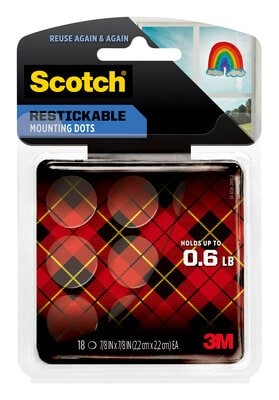 REUSE AGAIN & AGAIN
Scotch®
RESTICKABLE
MOUNTING DOTS
HOLDS UP TO
0.6 LB
18 7/8 IN x 7/8 IN (2,2 cm x 2,2 cm) EA
3M